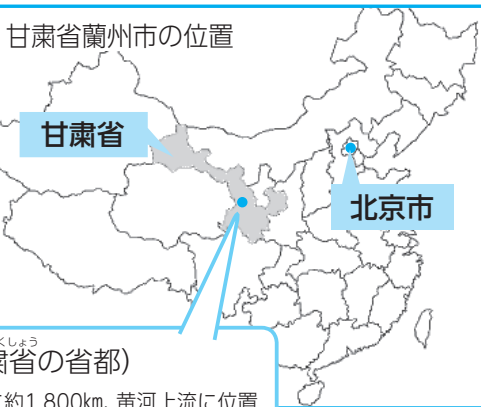 甘粛省蘭州市の位置
甘粛省
北京市
くしょう
粛省の省都)
約1,800㎞, 黄河上流に位置